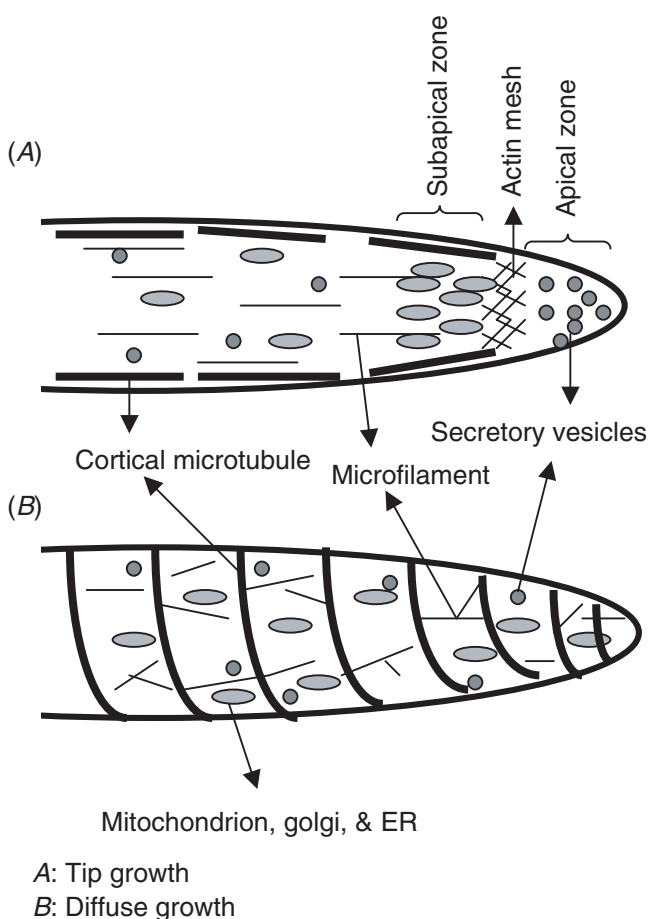 Subapical zone
Actin mesh
Apical zone
(A)
Secretory vesicles
Cortical microtubule
Microfilament
(B)
Mitochondrion, golgi, & ER
A: Tip growth
B: Diffuse growth